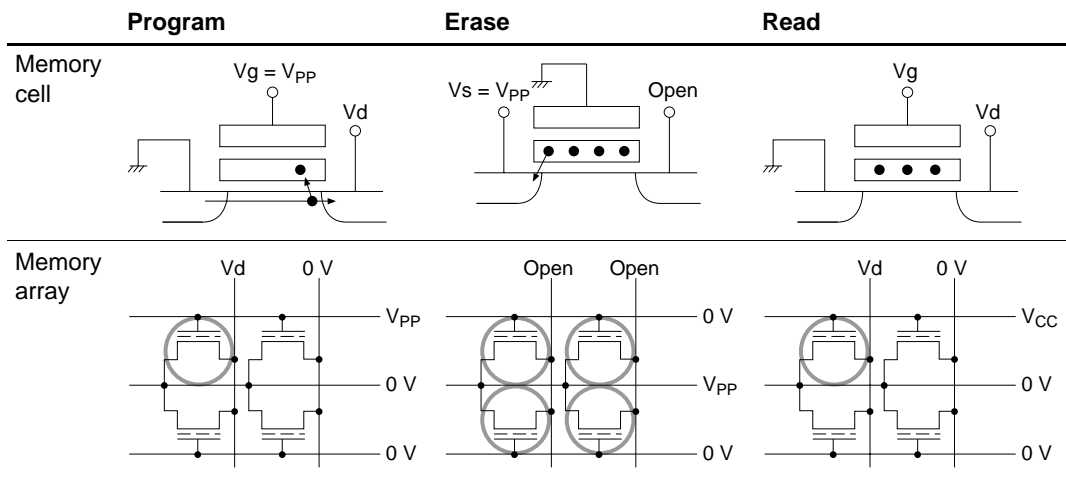 Program Erase Read
Memory cell
Vg = VPP
Vd
Vs = VPP
Open
Vg
Vd
Memory array
Vd 0 V
VPP
0 V
0 V
Open Open
0 V
VPP
0 V
Vd 0 V
VCC
0 V
0 V